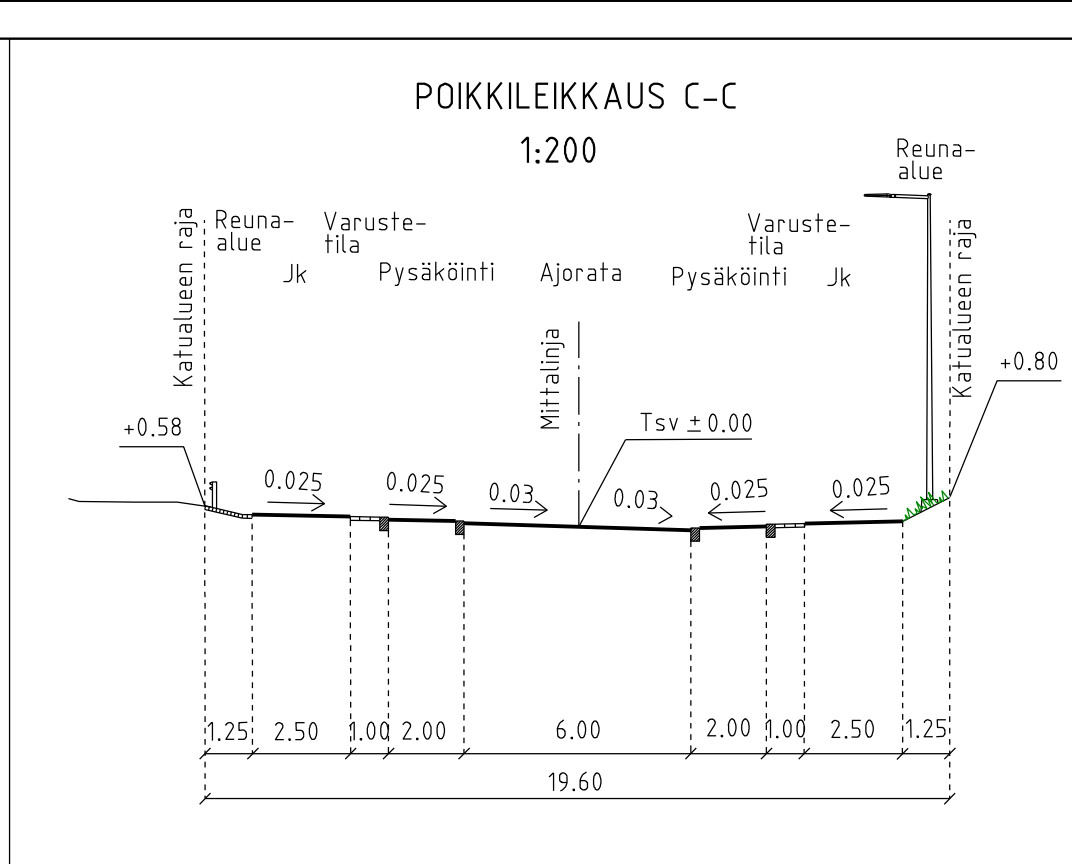 POIKKILEIKKAUS C-C
1:200
Reuna-
alue
Katualueen raja
Reuna-
alue
Varuste-
tila
Jk
Pysäköinti
Ajorata
Mittalinja
Pysäköinti
Varuste-
tila
Jk
Katualueen raja
+0.80
+0.58
Tsv ±0.00
0.025
0.025
0.03
0.03
0.025
0.025
1.25
2.50
1.00
2.00
6.00
2.00
1.00
2.50
1.25
19.60